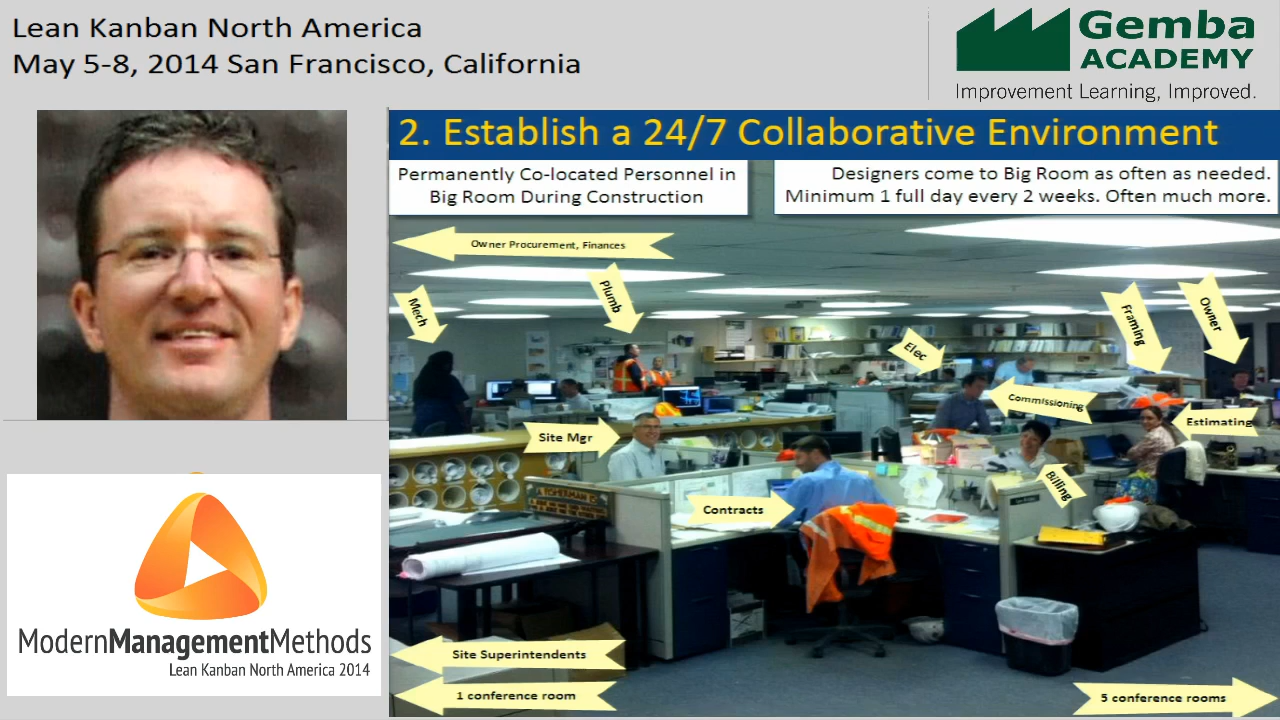 Lean Kanban North America
May 5-8, 2014 San Francisco, California
Gemba
ACADEMY
Improvement Learning, Improved.
2. Establish a 24/7 Collaborative Environment
Permanently Co-located Personnel in
Big Room During Construction
Designers come to Big Room as often as needed.
Minimum 1 full day every 2 weeks. Often much more.
Owner Procurement, Finances
Mech
Plumb
Elec
Framing
Owner
Commissioning
Site Mgr
Estimating
Billing
Contracts
A FISHERMAN IS
Site Superintendents
1 conference room
5 conference rooms
ModernManagementMethods
Lean Kanban North America 2014